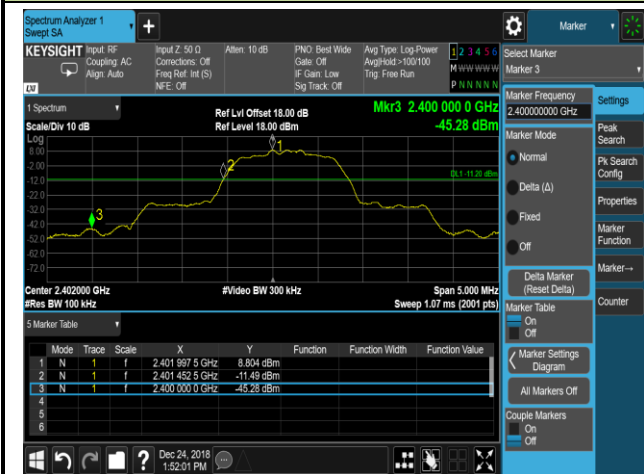 Spectrum Analyzer 1
Swept SA
+
Marker
KEYSIGHT
Input: RF
Coupling: AC
Align: Auto
Input Z: 50 Ω
Corrections: Off
Freq Ref: Int (S)
NFE: Off
Atten: 10 dB
PNO: Best Wide
Gate: Off
IF Gain: Low
Sig Track: Off
Avg Type: Log-Power
Avg|Hold:>100/100
Trig: Free Run
1 2 3 4 5 6
M W W W W W
P N N N N N
LXI
Select Marker
Marker 3
1 Spectrum
Scale/Div 10 dB
Ref Lvl Offset 18.00 dB
Ref Level 18.00 dBm
Mkr3 2.400 000 0 GHz
-45.28 dBm
Log
8.00
-2.00
-12.0
-22.0
-32.0
-42.0
-52.0
-62.0
-72.0
1
2
3
DL1 -11.20 dBm
Center 2.402000 GHz
#Video BW 300 kHz
Span 5.000 MHz
#Res BW 100 kHz
Sweep 1.07 ms (2001 pts)
5 Marker Table
Mode Trace Scale X Y Function Function Width Function Value
1 N 1 f 2.401 997 5 GHz 8.804 dBm
2 N 1 f 2.401 452 5 GHz -11.49 dBm
3 N 1 f 2.400 000 0 GHz -45.28 dBm
4
5
6
Marker Frequency
2.400000000 GHz
Marker Mode
Normal
Delta (Δ)
Fixed
Off
Delta Marker
(Reset Delta)
Marker Table
On
Off
Marker Settings
Diagram
All Markers Off
Couple Markers
On
Off
Settings
Peak
Search
Pk Search
Config
Properties
Marker
Function
Marker→
Counter
?
Dec 24, 2018
1:52:01 PM